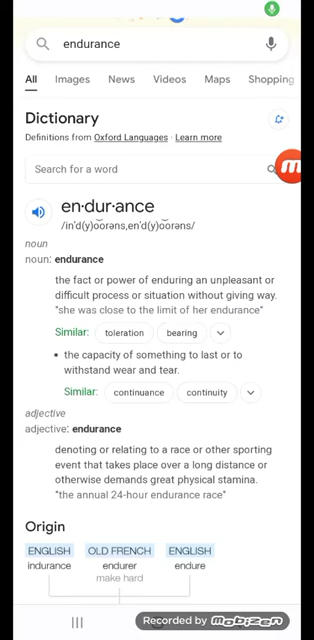 endurance
All Images News Videos Maps Shopping
Dictionary
Definitions from Oxford Languages · Learn more
Search for a word
en·dur·ance
/inˈd(y)o͝orəns,enˈd(y)o͝orəns/
noun
noun: endurance
the fact or power of enduring an unpleasant or
difficult process or situation without giving way.
"she was close to the limit of her endurance"
Similar: toleration bearing
• the capacity of something to last or to
withstand wear and tear.
Similar: continuance continuity
adjective
adjective: endurance
denoting or relating to a race or other sporting
event that takes place over a long distance or
otherwise demands great physical stamina.
"the annual 24-hour endurance race"
Origin
ENGLISH OLD FRENCH ENGLISH
indurance endurer endure
make hard
Recorded by mobizen